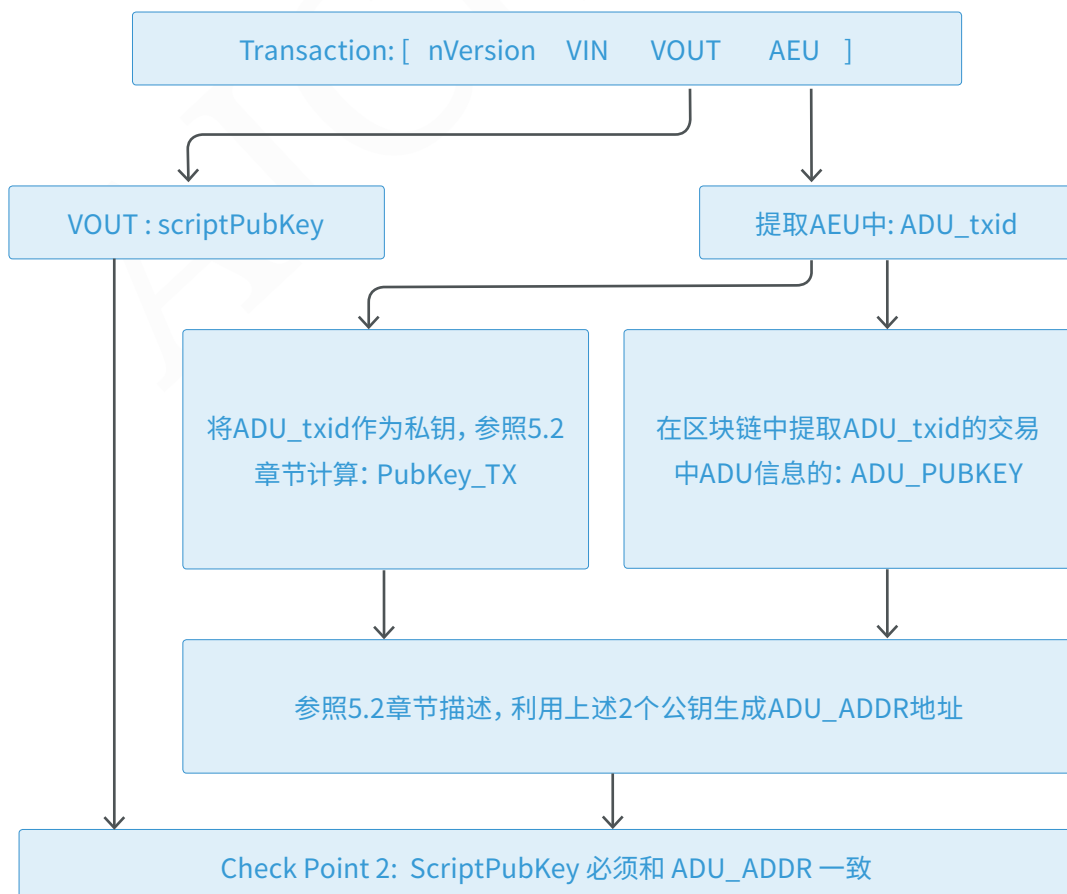 Transaction: [ nVersion VIN VOUT AEU ]
VOUT : scriptPubKey
提取AEU中: ADU_txid
将ADU_txid作为私钥，参照5.2
章节计算：PubKey_TX
在区块链中提取ADU_txid的交易
中ADU信息的：ADU_PUBKEY
参照5.2章节描述，利用上述2个公钥生成ADU_ADDR地址
Check Point 2: ScriptPubKey 必须和 ADU_ADDR 一致